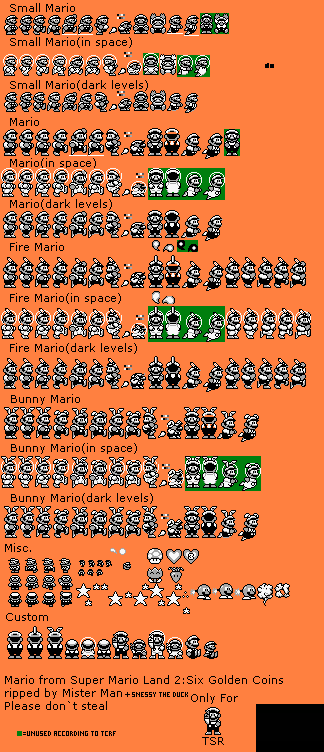 Small Mario
Small Mario(in space)
Small Mario(dark levels)
Mario
Mario(in space)
Mario(dark levels)
Fire Mario
Fire Mario(in space)
Fire Mario(dark levels)
Bunny Mario
Bunny Mario(in space)
Bunny Mario(dark levels)
Misc.
Custom
Mario from Super Mario Land 2:Six Golden Coins
ripped by Mister Man+SMESSY THE DUCK
Please don`t steal
Only For
TSR
=UNUSED ACCORDING TO TCRF